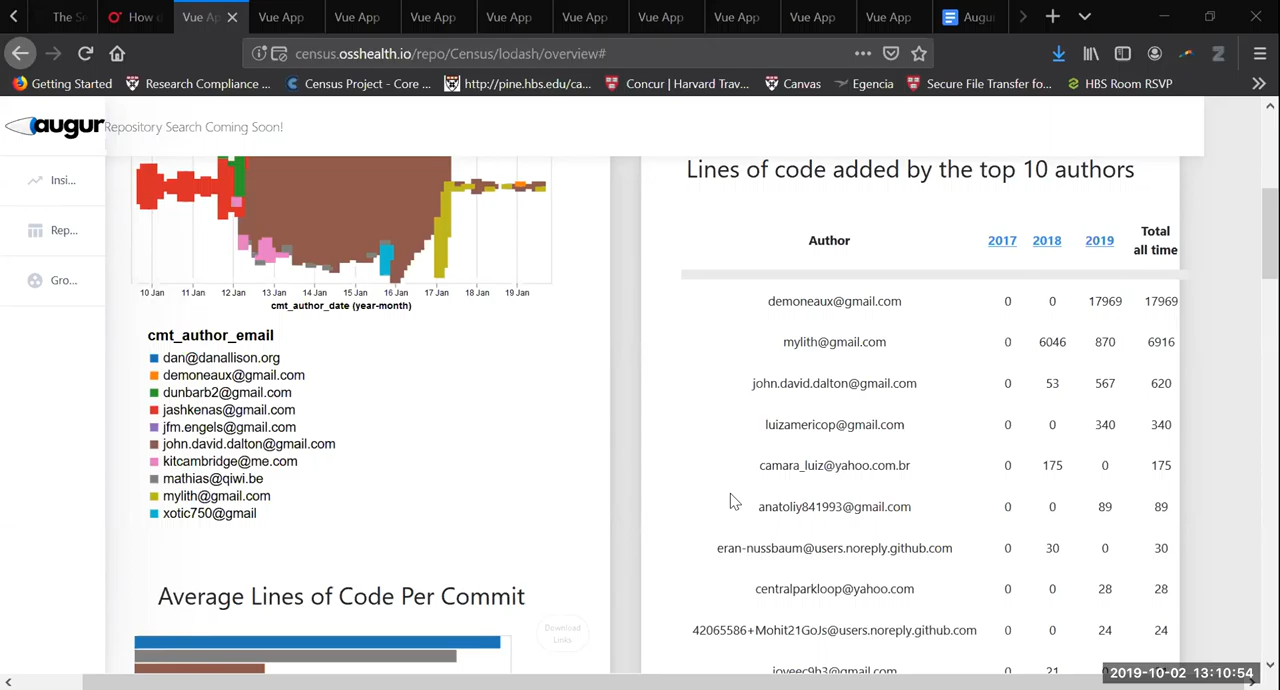 The Se
How
Vue Ap
Vue App
Vue App
Vue App
Vue App
Vue App
Vue App
Vue App
Vue App
Vue App
Augu
census.osshealth.io/repo/Census/lodash/overview#
Getting Started
Research Compliance ...
Census Project - Core ...
http://pine.hbs.edu/ca...
Concur | Harvard Trav...
Canvas
Egencia
Secure File Transfer fo...
HBS Room RSVP
augur
Repository Search Coming Soon!
Insi...
Rep...
Gro...
10 Jan 11 Jan 12 Jan 13 Jan 14 Jan 15 Jan 16 Jan 17 Jan 18 Jan 19 Jan
cmt_author_date (year-month)
cmt_author_email
dan@danallison.org
demoneaux@gmail.com
dunbarb2@gmail.com
jashkenas@gmail.com
jfm.engels@gmail.com
john.david.dalton@gmail.com
kitcambridge@me.com
mathias@qiwi.be
mylith@gmail.com
xotic750@gmail
Average Lines of Code Per Commit
Download
Links
Lines of code added by the top 10 authors
Author 2017 2018 2019 Total all time
demoneaux@gmail.com 0 0 17969 17969
mylith@gmail.com 0 6046 870 6916
john.david.dalton@gmail.com 0 53 567 620
luizamericop@gmail.com 0 0 340 340
camara_luiz@yahoo.com.br 0 175 0 175
anatoliy841993@gmail.com 0 0 89 89
eran-nussbaum@users.noreply.github.com 0 30 0 30
centralparkloop@yahoo.com 0 0 28 28
42065586+Mohit21GoJs@users.noreply.github.com 0 0 24 24
0 21
2019-10-02 13:10:54